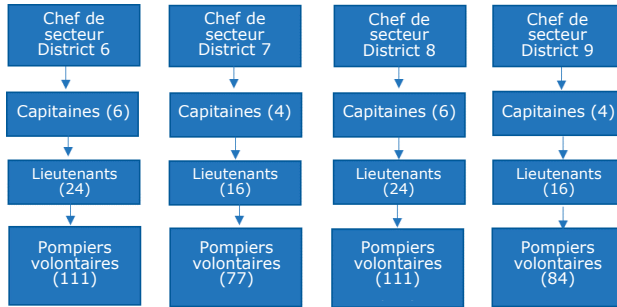 Chef de
secteur
District 6
Chef de
secteur
District 7
Chef de
secteur
District 8
Chef de
secteur
District 9
Capitaines (6)
Capitaines (4)
Capitaines (6)
Capitaines (4)
Lieutenants
(24)
Lieutenants
(16)
Lieutenants
(24)
Lieutenants
(16)
Pompiers
volontaires
(111)
Pompiers
volontaires
(77)
Pompiers
volontaires
(111)
Pompiers
volontaires
(84)